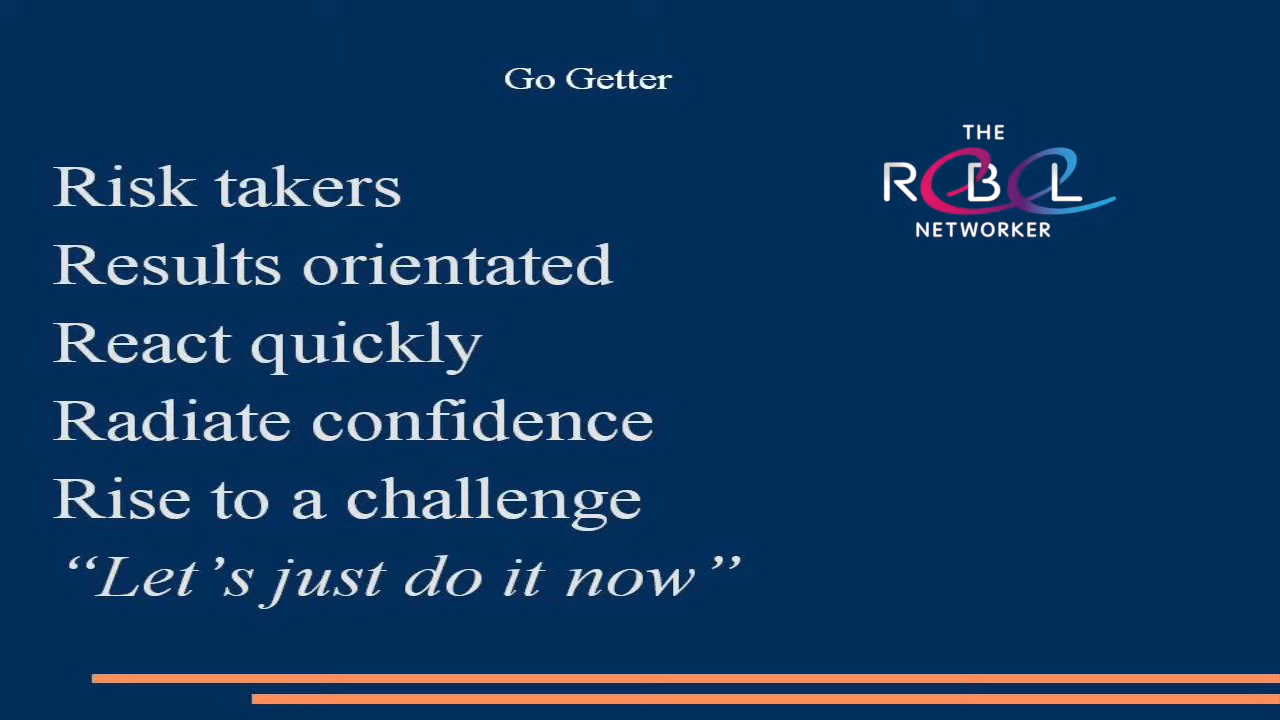 Go Getter
THE
REBEL
NETWORKER
Risk takers
Results orientated
React quickly
Radiate confidence
Rise to a challenge
“Let’s just do it now”